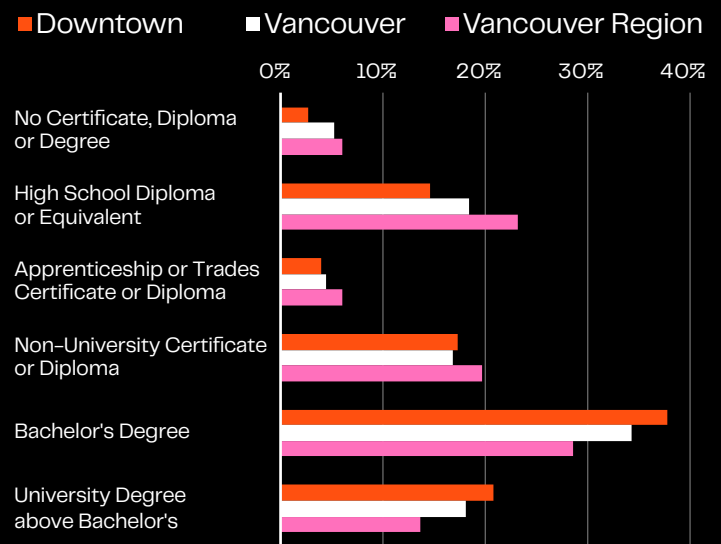 Downtown Vancouver Vancouver Region
0% 10% 20% 30% 40%
No Certificate, Diploma
or Degree
High School Diploma
or Equivalent
Apprenticeship or Trades
Certificate or Diploma
Non-University Certificate
or Diploma
Bachelor's Degree
University Degree
above Bachelor's